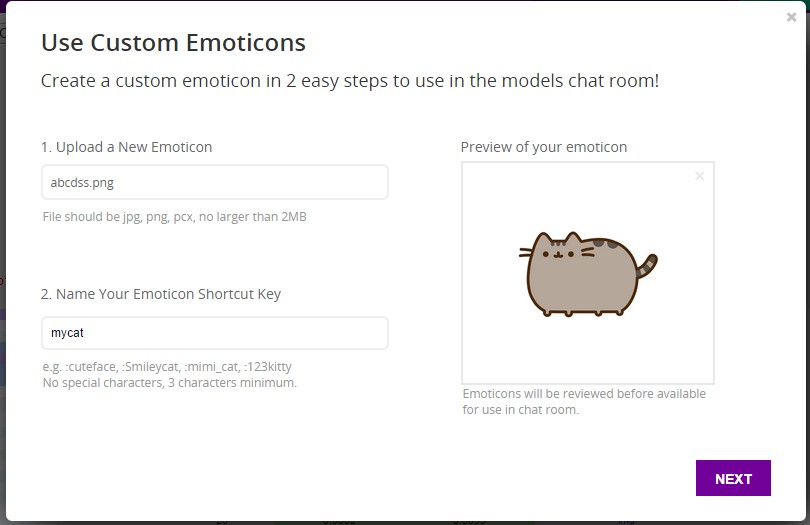 Use Custom Emoticons
Create a custom emoticon in 2 easy steps to use in the models chat room!
1. Upload a New Emoticon
abcdss.png
File should be jpg, png, pcx, no larger than 2MB
2. Name Your Emoticon Shortcut Key
mycat
e.g. :cuteface, :Smileycat, :mimi_cat, :123kitty
No special characters, 3 characters minimum.
Preview of your emoticon
Emoticons will be reviewed before available
for use in chat room.
NEXT